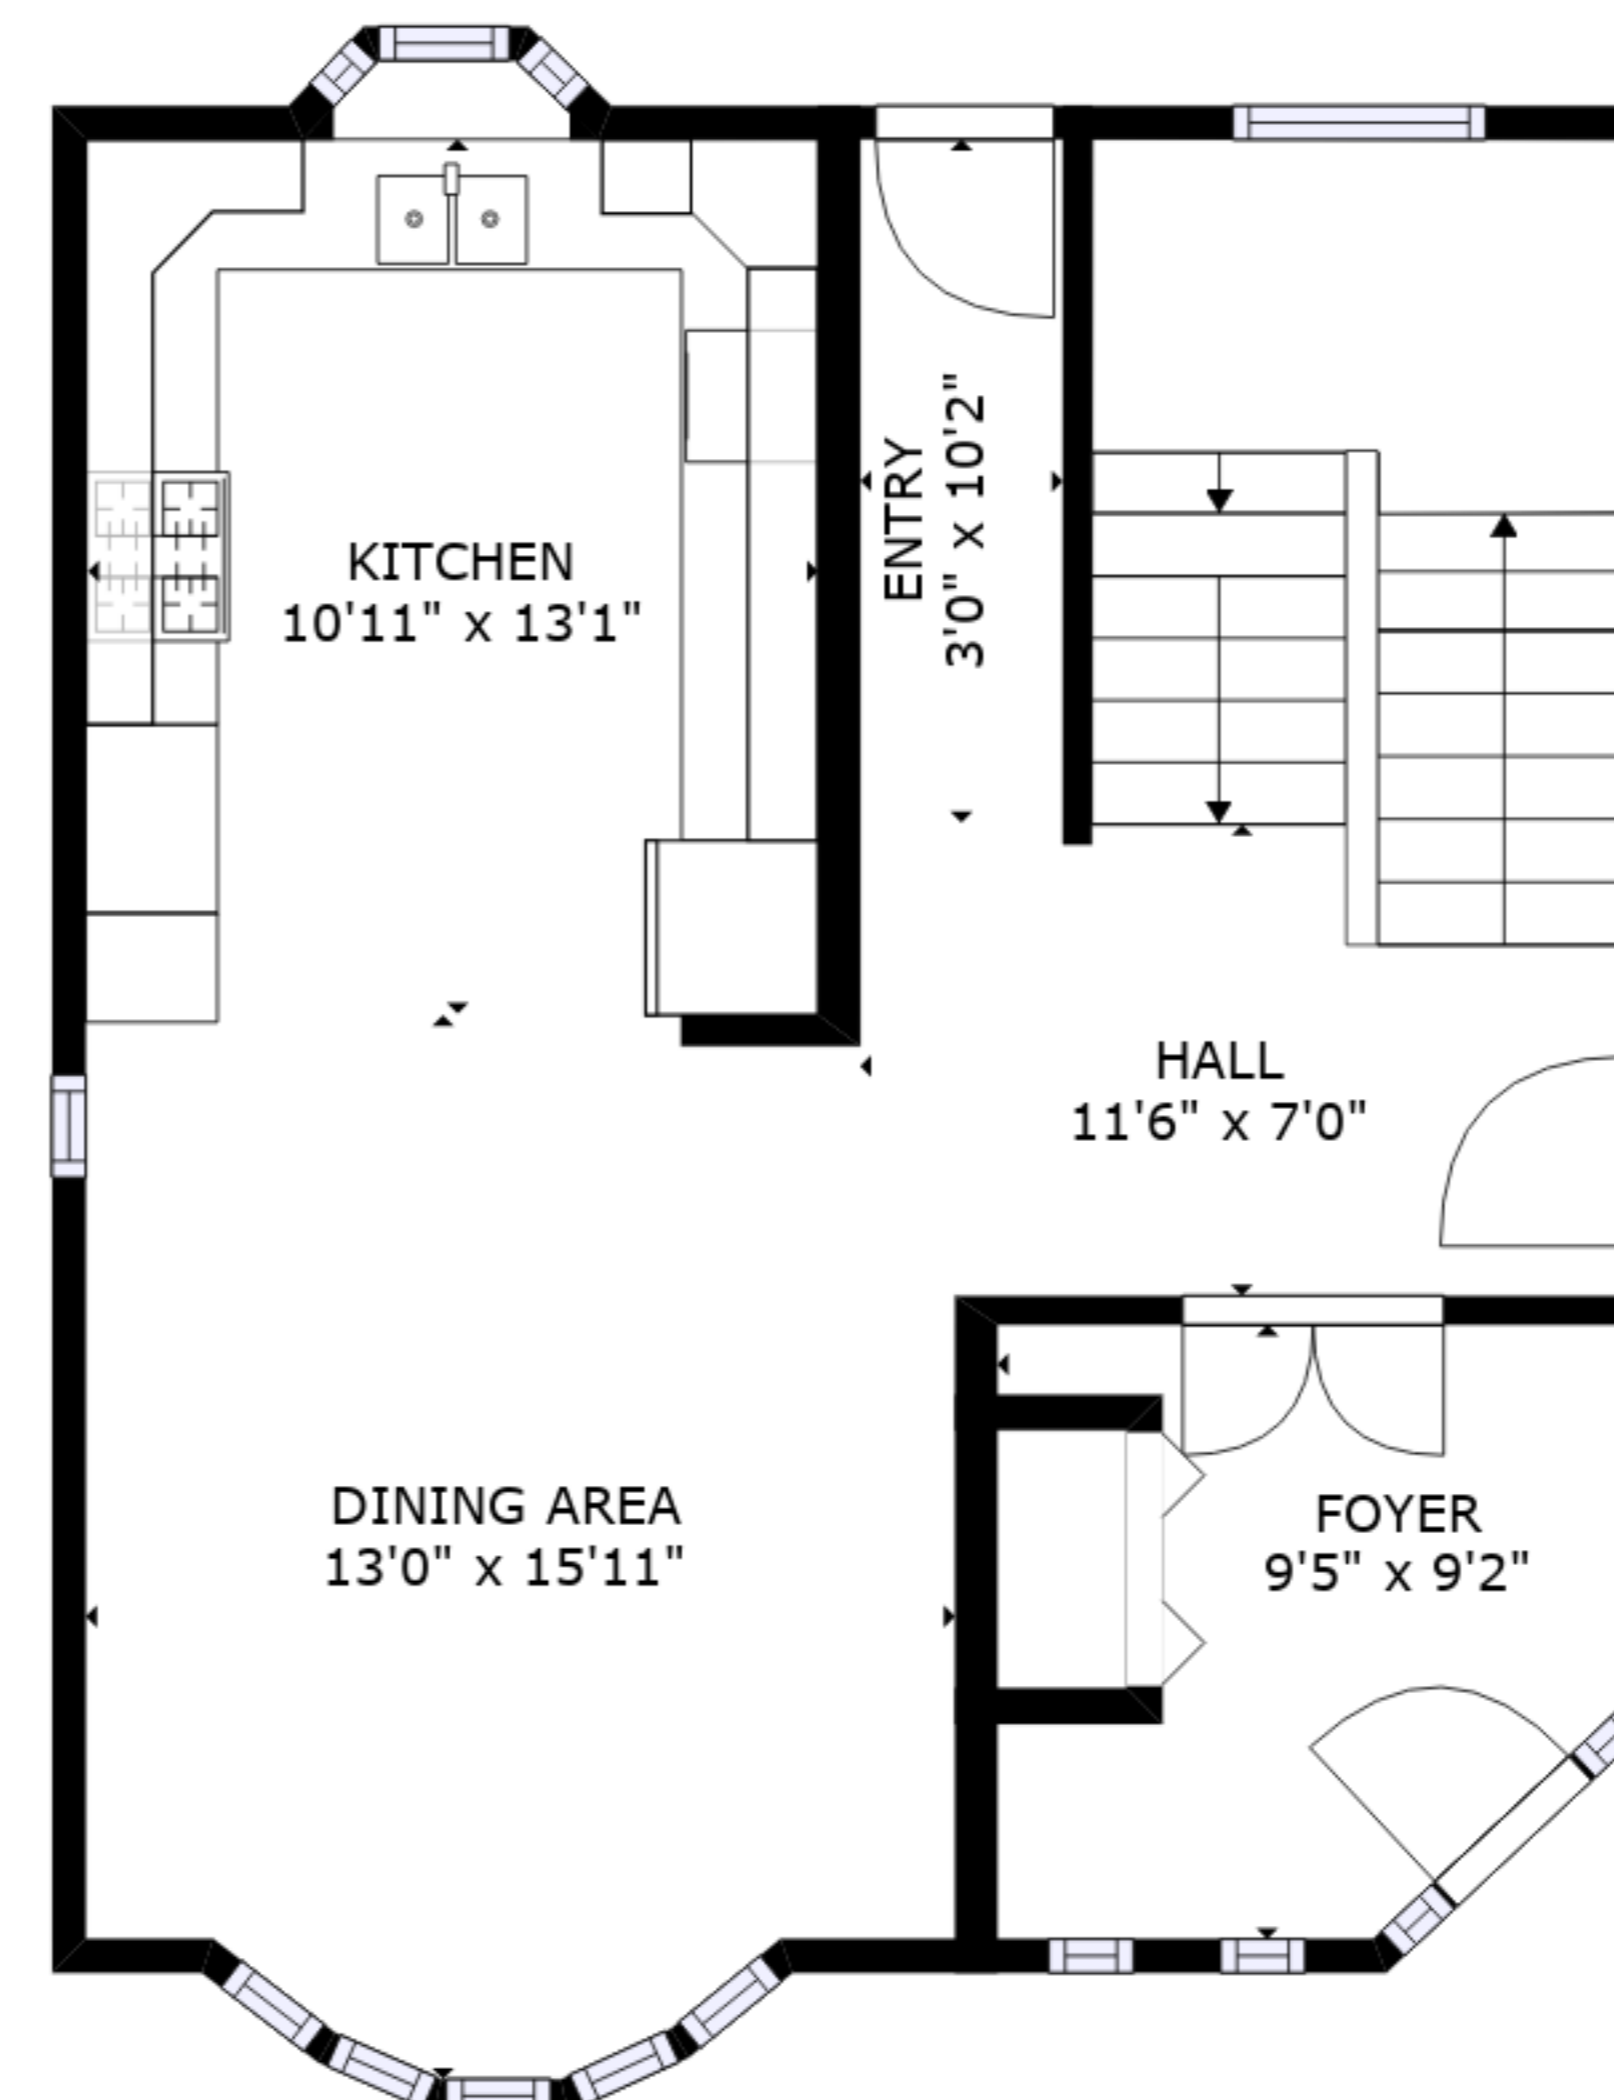 KITCHEN
10'11" x 13'1"
ENTRY
3'0" x 10'2"
HALL
11'6" x 7'0"
DINING AREA
13'0" x 15'11"
FOYER
9'5" x 9'2"